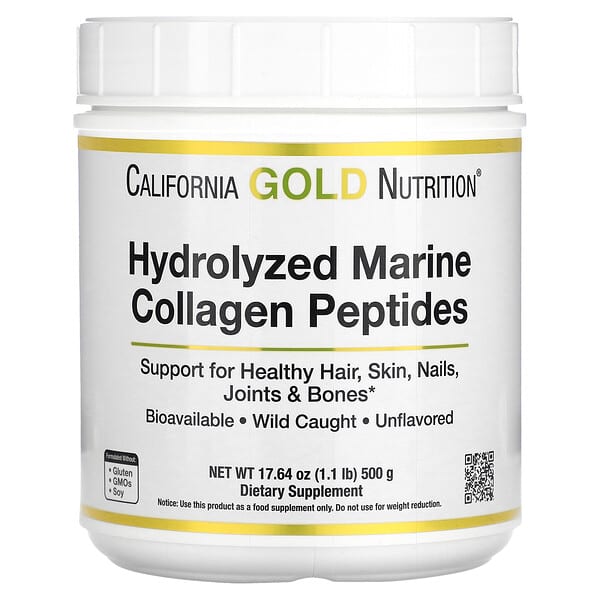 CALIFORNIA GOLD NUTRITION®
Hydrolyzed Marine
Collagen Peptides
Support for Healthy Hair, Skin, Nails,
Joints & Bones*
Bioavailable • Wild Caught • Unflavored
Formulated Without:
• Gluten
• GMOs
• Soy
NET WT 17.64 oz (1.1 lb) 500 g
Dietary Supplement
Notice: Use this product as a food supplement only. Do not use for weight reduction.